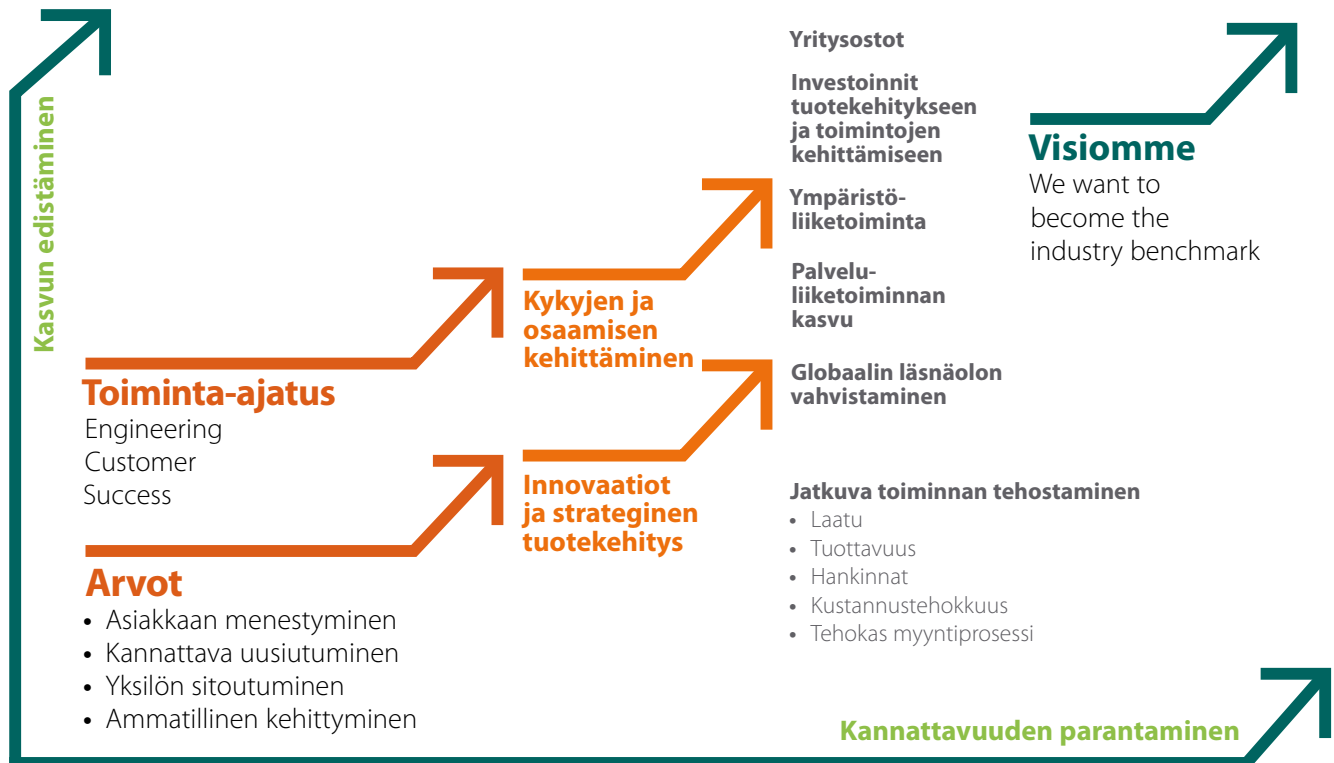 Kasvun edistäminen
Toiminta-ajatus
Engineering
Customer
Success
Arvot
• Asiakkaan menestyminen
• Kannattava uusiutuminen
• Yksilön sitoutuminen
• Ammatillinen kehittyminen
Kykyjen ja
osaamisen
kehittäminen
Innovaatiot
ja strateginen
tuotekehitys
Yritysostot
Investoinnit
tuotekehitykseen
ja toimintojen
kehittämiseen
Ympäristö-
liiketoiminta
Palvelu-
liiketoiminnan
kasvu
Globaalin läsnäolon
vahvistaminen
Jatkuva toiminnan tehostaminen
• Laatu
• Tuottavuus
• Hankinnat
• Kustannustehokkuus
• Tehokas myyntiprosessi
Visiomme
We want to
become the
industry benchmark
Kannattavuuden parantaminen